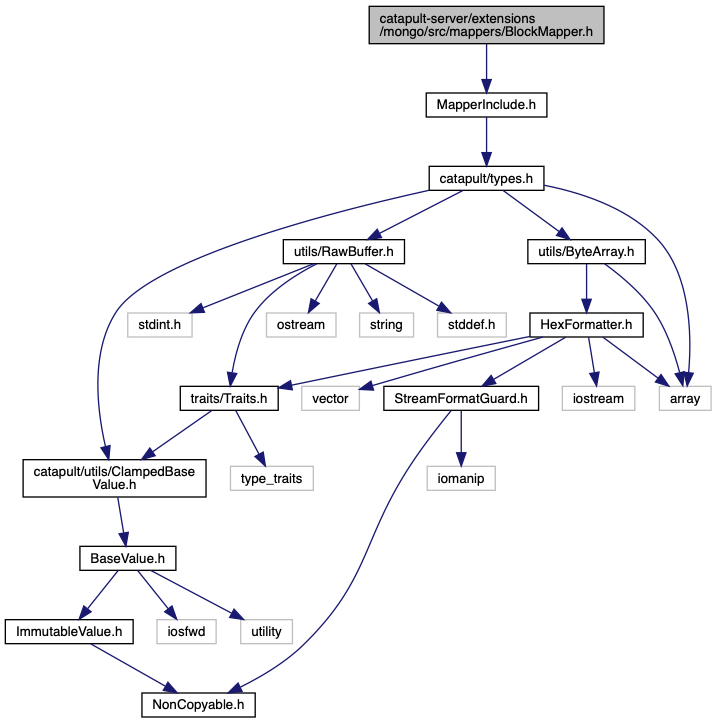 catapult-server/extensions
/mongo/src/mappers/BlockMapper.h
MapperInclude.h
catapult/types.h
utils/RawBuffer.h
utils/ByteArray.h
stdint.h
ostream
string
stddef.h
HexFormatter.h
traits/Traits.h
vector
StreamFormatGuard.h
iostream
array
catapult/utils/ClampedBase
Value.h
type_traits
iomanip
BaseValue.h
ImmutableValue.h
iosfwd
utility
NonCopyable.h